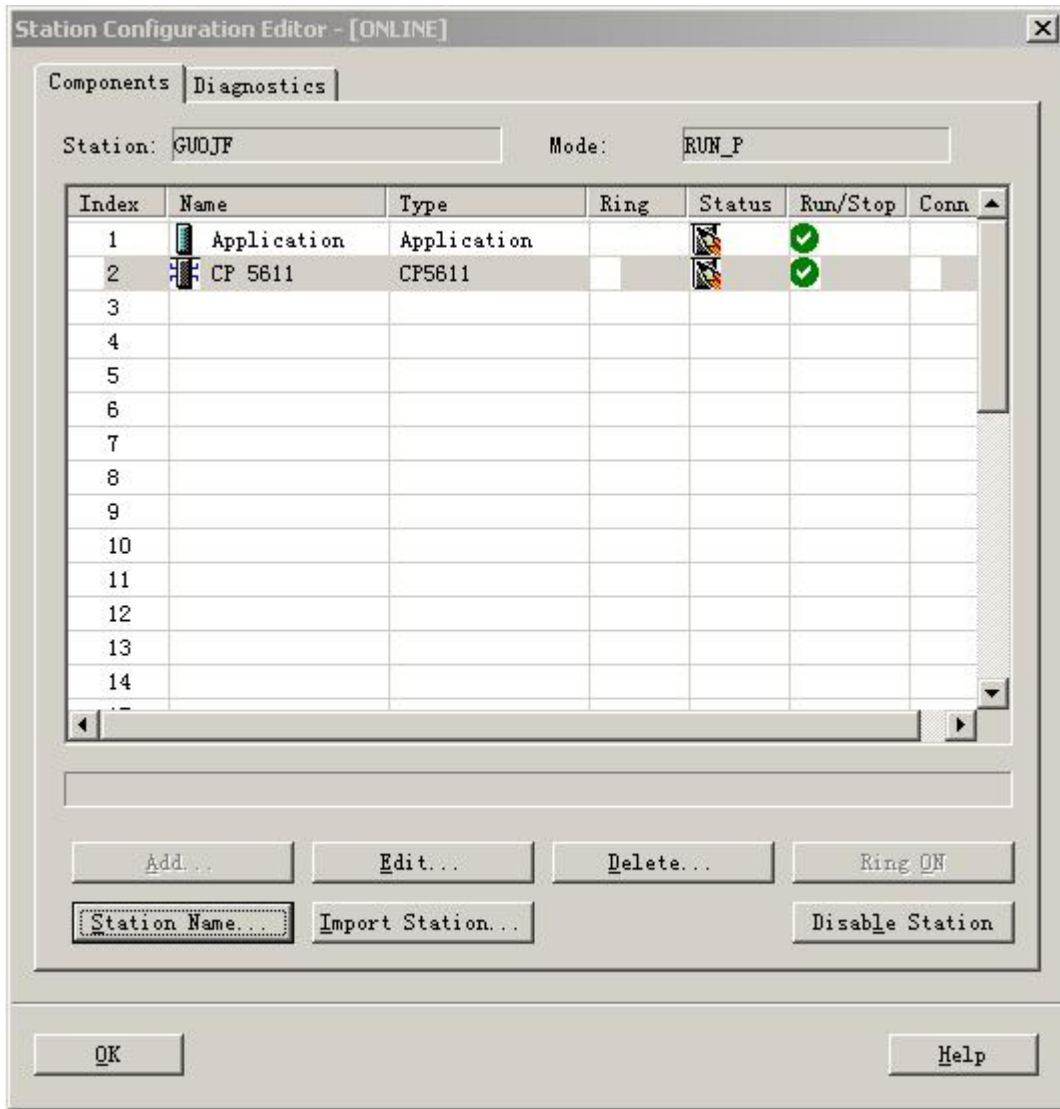 Station Configuration Editor - [ONLINE]
Components Diagnostics
Station: GUOJF Mode: RUN_P
Index Name Type Ring Status Run/Stop Conn
1 Application Application
2 CP 5611 CP5611
3
4
5
6
7
8
9
10
11
12
13
14
Add... Edit... Delete... Ring ON
Station Name... Import Station... Disable Station
OK Help